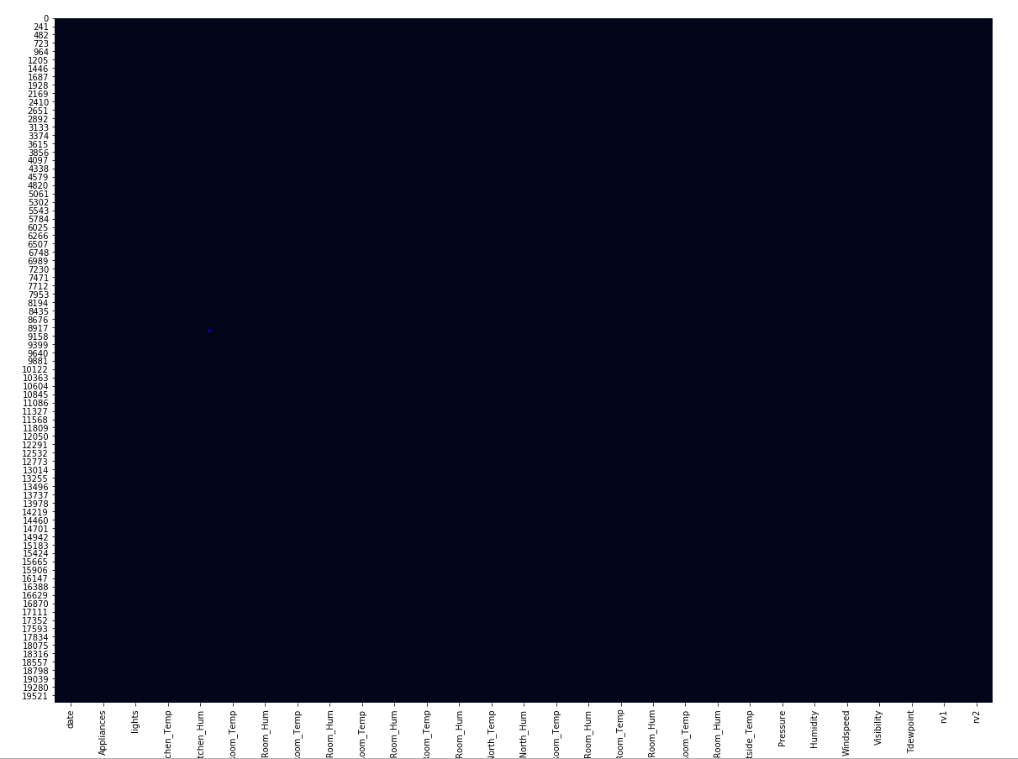 0
241
482
723
964
1205
1446
1687
1928
2169
2410
2651
2892
3133
3374
3615
3856
4097
4338
4579
4820
5061
5302
5543
5784
6025
6266
6507
6748
6989
7230
7471
7712
7953
8194
8435
8676
8917
9158
9399
9640
9881
10122
10363
10604
10845
11086
11327
11568
11809
12050
12291
12532
12773
13014
13255
13496
13737
13978
14219
14460
14701
14942
15183
15424
15665
15906
16147
16388
16629
16870
17111
17352
17593
17834
18075
18316
18557
18798
19039
19280
19521
date
Appliances
lights
chen_Temp
tchen_Hum
oom_Temp
Room_Hum
oom_Temp
Room_Hum
oom_Temp
Room_Hum
oom_Temp
Room_Hum
North_Temp
North_Hum
oom_Temp
Room_Hum
oom_Temp
Room_Hum
oom_Temp
Room_Hum
tside_Temp
Pressure
Humidity
Windspeed
Visibility
Tdewpoint
rv1
rv2